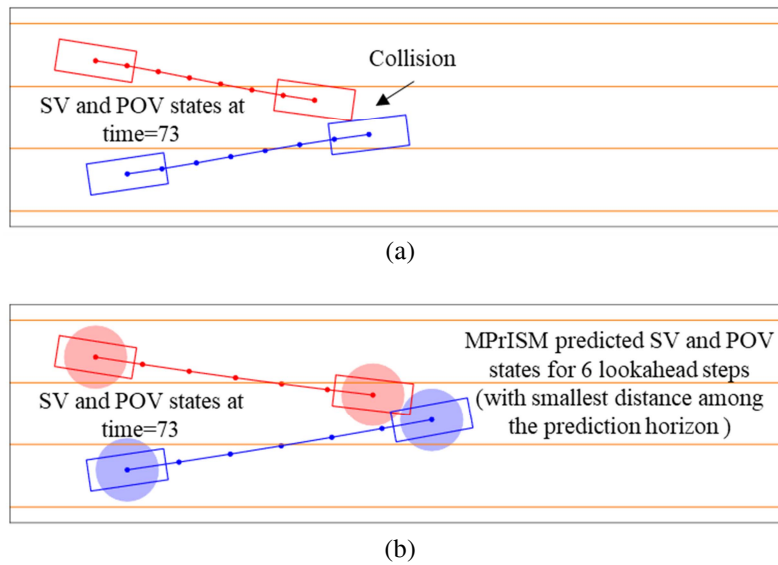 Collision
SV and POV states at
time=73
(a)
MPrISM predicted SV and POV
states for 6 lookahead steps
(with smallest distance among
the prediction horizon )
SV and POV states at
time=73
(b)